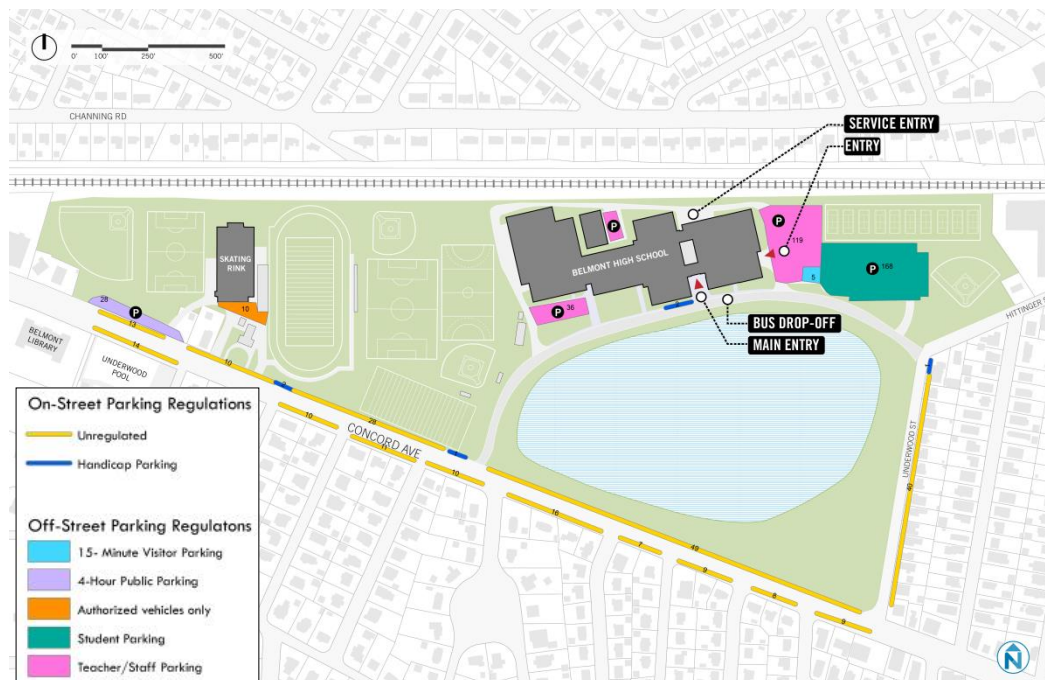 0' 100' 250' 500'
CHANNING RD
SERVICE ENTRY
ENTRY
P
P
119
SKATING
RINK
BELMONT HIGH SCHOOL
5
P 168
28
P
10
P 36
13
HITTINGER S
BUS DROP-OFF
MAIN ENTRY
BELMONT
LIBRARY
14
UNDERWOOD
POOL
10
28
10
CONCORD AVE
10
UNDERWOOD ST
40
49
16
7
9
8
9
On-Street Parking Regulations
Unregulated
Handicap Parking
Off-Street Parking Regulatons
15- Minute Visitor Parking
4-Hour Public Parking
Authorized vehicles only
Student Parking
Teacher/Staff Parking
N